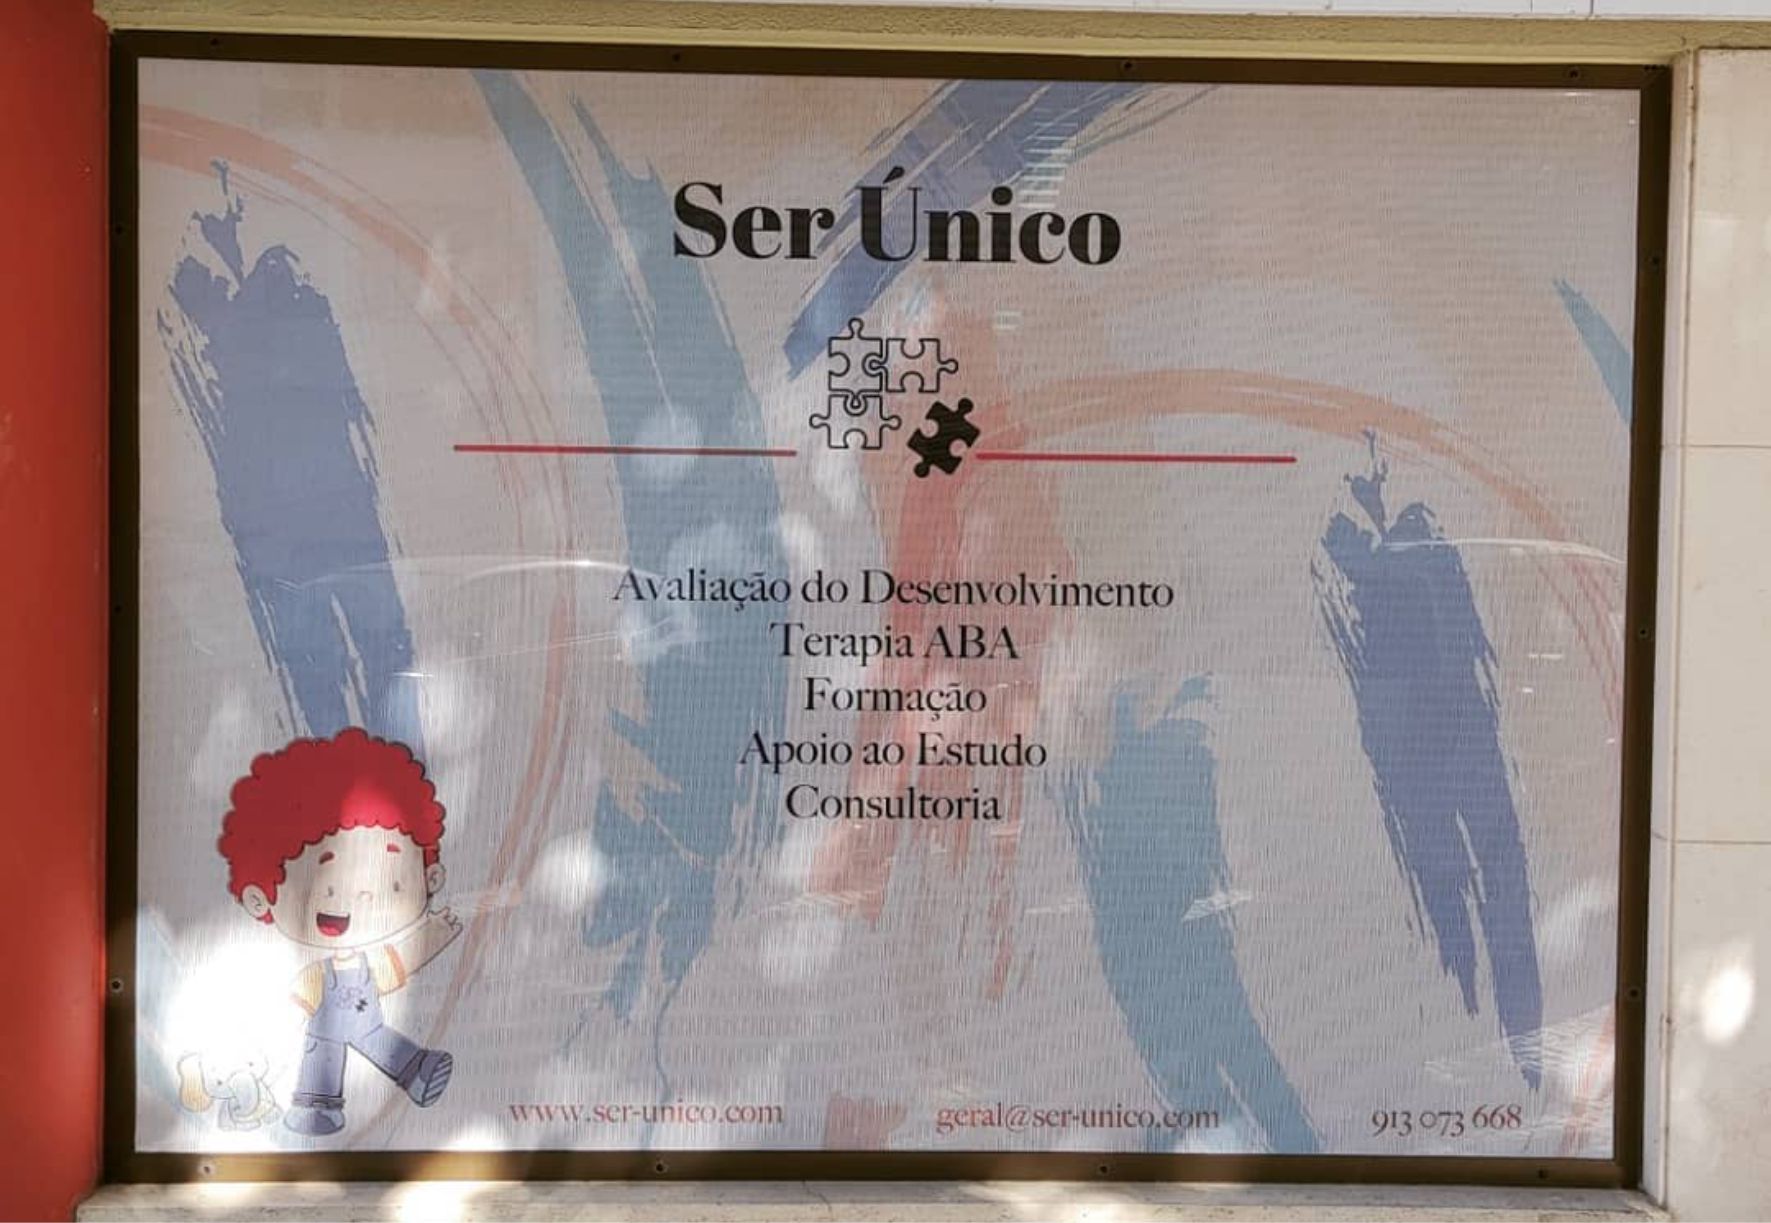 Ser Único
Avaliação do Desenvolvimento
Terapia ABA
Formação
Apoio ao Estudo
Consultoria
www.ser-unico.com geral@ser-unico.com 913 073 668